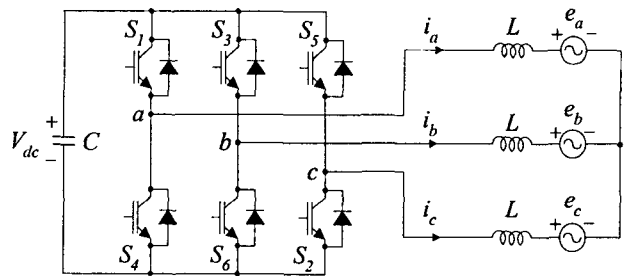 S1 S3 S5
ia L + ea −
a
+ Vdc − C
b
ib L + eb −
c
ic L + ec −
S4 S6 S2